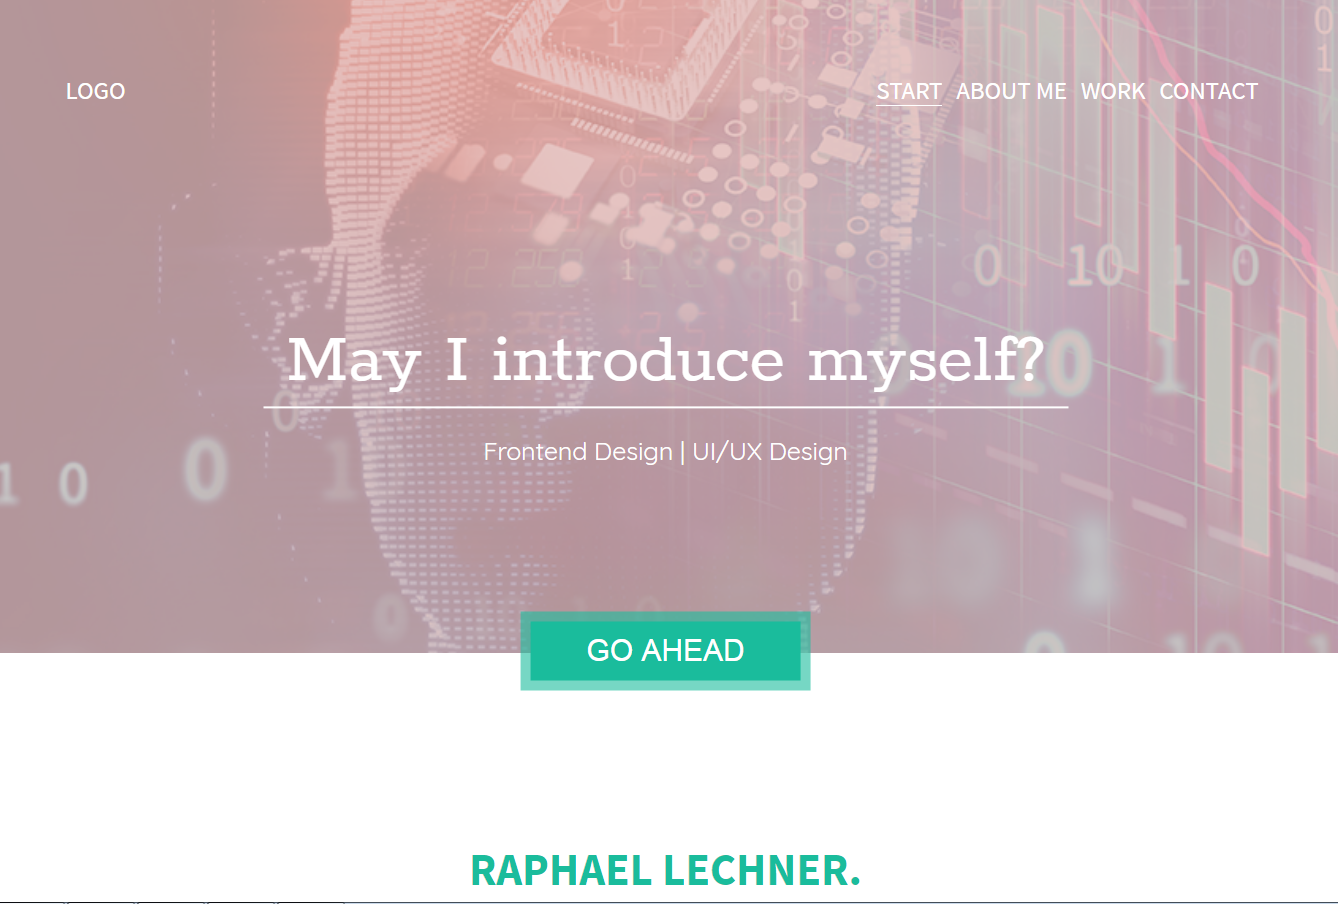 LOGO
START ABOUT ME WORK CONTACT
May I introduce myself?
Frontend Design | UI/UX Design
GO AHEAD
RAPHAEL LECHNER.